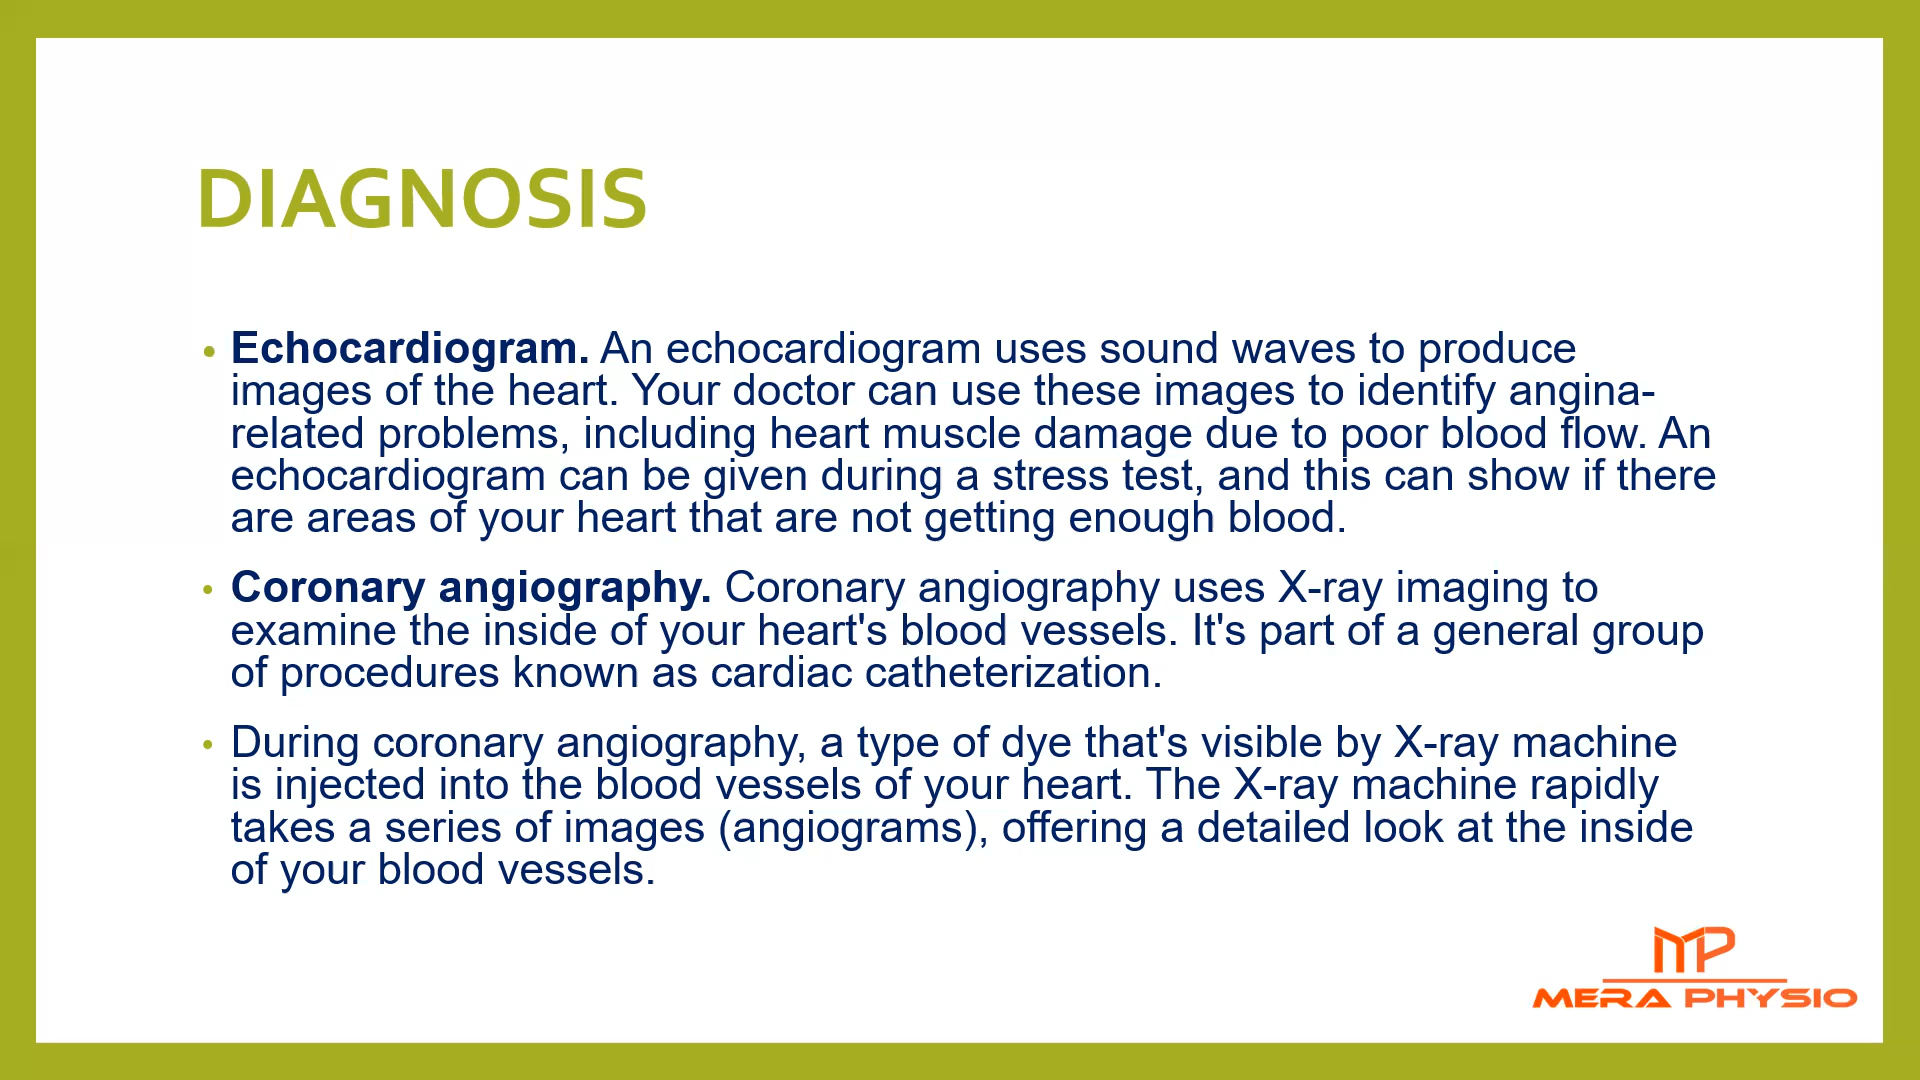 DIAGNOSIS
• Echocardiogram. An echocardiogram uses sound waves to produce
images of the heart. Your doctor can use these images to identify angina-
related problems, including heart muscle damage due to poor blood flow. An
echocardiogram can be given during a stress test, and this can show if there
are areas of your heart that are not getting enough blood.
• Coronary angiography. Coronary angiography uses X-ray imaging to
examine the inside of your heart's blood vessels. It's part of a general group
of procedures known as cardiac catheterization.
• During coronary angiography, a type of dye that's visible by X-ray machine
is injected into the blood vessels of your heart. The X-ray machine rapidly
takes a series of images (angiograms), offering a detailed look at the inside
of your blood vessels.
MP
MERA PHYSIO